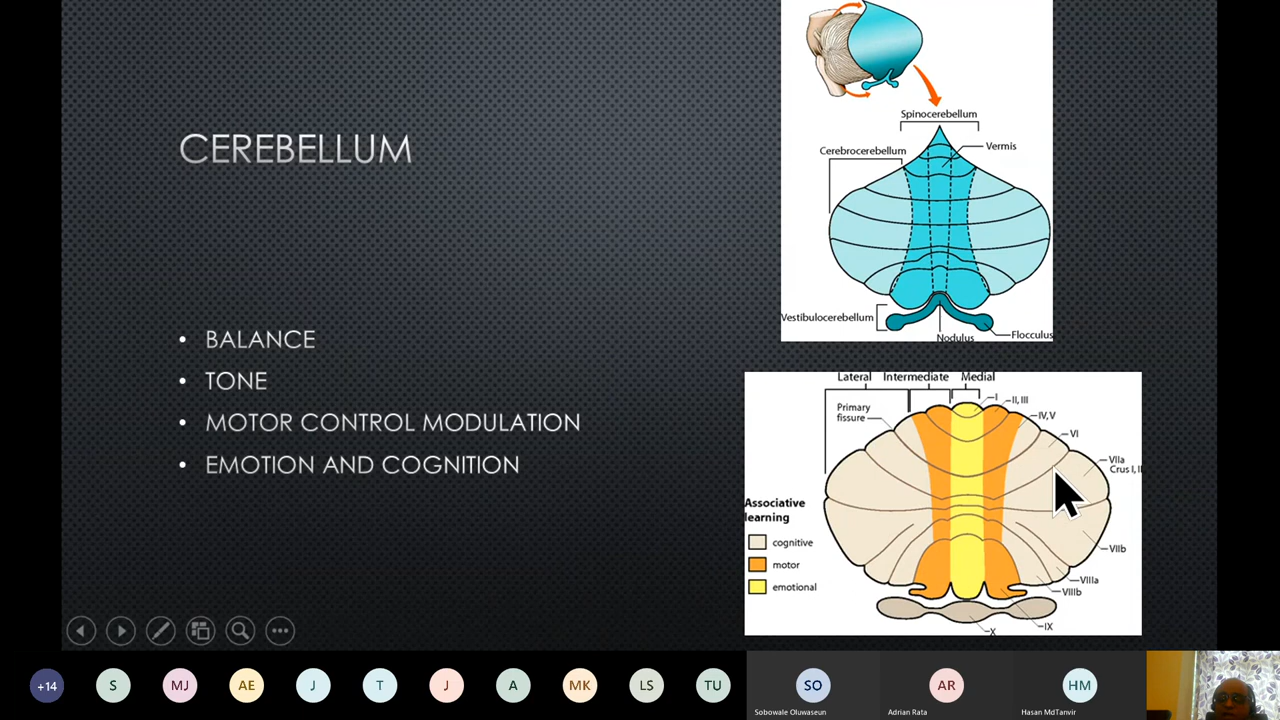 CEREBELLUM
• BALANCE
• TONE
• MOTOR CONTROL MODULATION
• EMOTION AND COGNITION
Spinocerebellum
Cerebrocerebellum
Vermis
Vestibulocerebellum
Nodulus
Flocculus
Lateral Intermediate Medial
Primary
fissure
I
II, III
IV, V
VI
VIIa
Crus I, II
VIIb
VIIIa
VIIIb
IX
X
Associative
learning
cognitive
motor
emotional
+14
S
MJ
AE
J
T
J
A
MK
LS
TU
SO
AR
HM
Sobowale Oluwaseun
Adrian Rata
Hasan MdTanvir